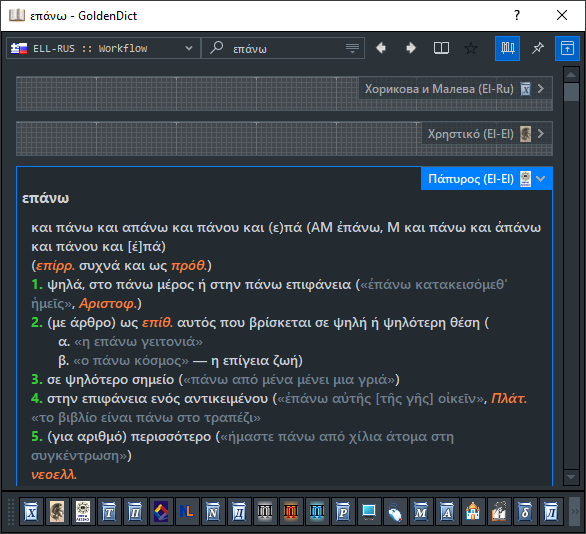 επάνω - GoldenDict
ELL-RUS :: Workflow
επάνω
Хорикова и Малева (El-Ru)
Χρηστικό (El-El)
Πάπυρος (El-El)
επάνω
και πάνω και απάνω και πάνου και (ε)πά (ΑΜ ἐπάνω, Μ και πάνω και ἀπάνω
και πάνου και [ἐ]πά)
(επίρρ. συχνά και ως πρόθ.)
1. ψηλά, στο πάνω μέρος ή στην πάνω επιφάνεια («ἐπάνω κατακεισόμεθ'
ἡμεῖς», Αριστοφ.)
2. (με άρθρο) ως επίθ. αυτός που βρίσκεται σε ψηλή ή ψηλότερη θέση (
α. «η επάνω γειτονιά»
β. «ο πάνω κόσμος» — η επίγεια ζωή)
3. σε ψηλότερο σημείο («πάνω από μένα μένει μια γριά»)
4. στην επιφάνεια ενός αντικειμένου («ἐπάνω αὐτῆς [τῆς γῆς] οἰκεῖν», Πλάτ.
«το βιβλίο είναι πάνω στο τραπέζι»
5. (για αριθμό) περισσότερο («ήμαστε πάνω από χίλια άτομα στη
συγκέντρωση»)
νεοελλ.